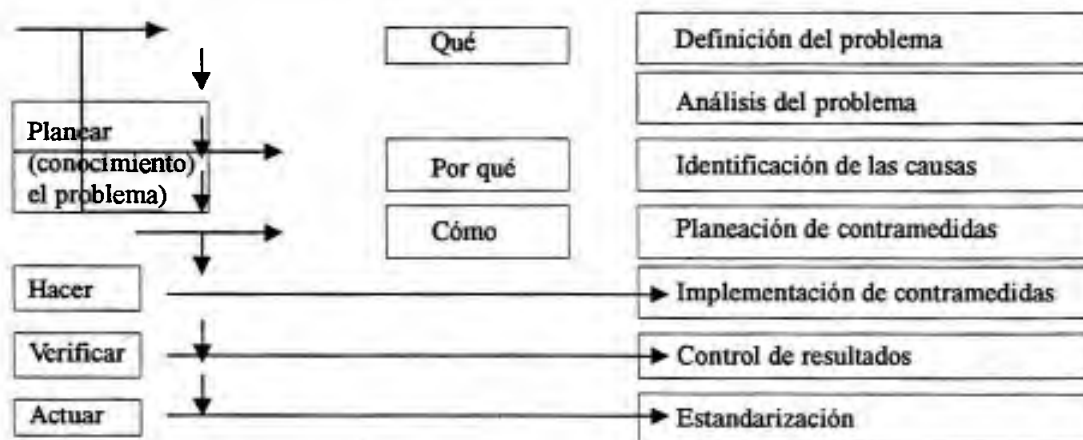 Qué
Definición del problema
Análisis del problema
Planear
(conocimiento)
el problema)
Por qué
Identificación de las causas
Cómo
Planeación de contramedidas
Hacer
Implementación de contramedidas
Verificar
Control de resultados
Actuar
Estandarización